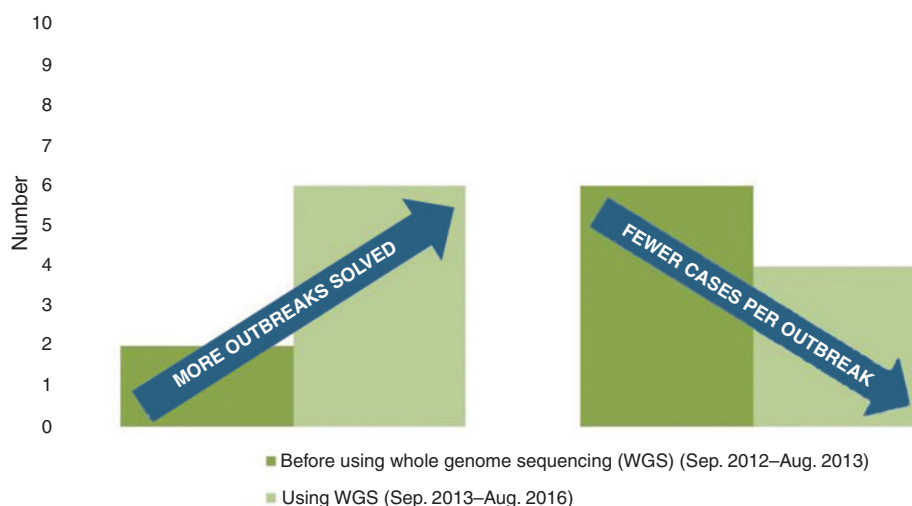 10
9
8
7
6
5
4
3
2
1
0
Number
MORE OUTBREAKS SOLVED
FEWER CASES PER OUTBREAK
Before using whole genome sequencing (WGS) (Sep. 2012–Aug. 2013)
Using WGS (Sep. 2013–Aug. 2016)